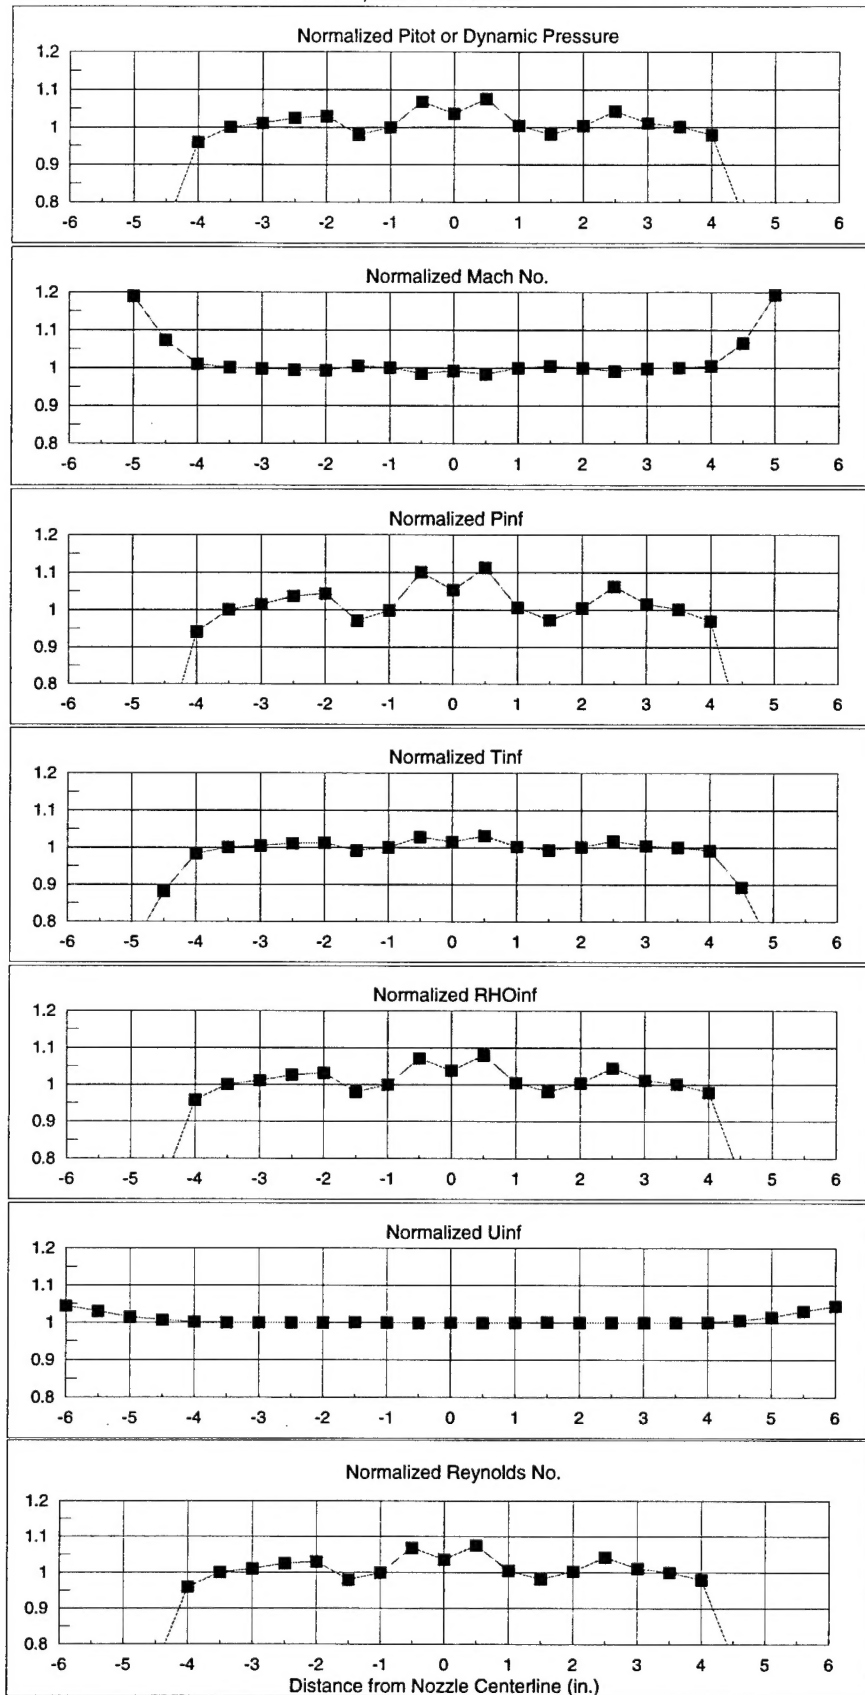 Normalized Pitot or Dynamic Pressure
1.2
1.1
1
0.9
0.8
-6 -5 -4 -3 -2 -1 0 1 2 3 4 5 6
Normalized Mach No.
1.2
1.1
1
0.9
0.8
-6 -5 -4 -3 -2 -1 0 1 2 3 4 5 6
Normalized Pinf
1.2
1.1
1
0.9
0.8
-6 -5 -4 -3 -2 -1 0 1 2 3 4 5 6
Normalized Tinf
1.2
1.1
1
0.9
0.8
-6 -5 -4 -3 -2 -1 0 1 2 3 4 5 6
Normalized RHOinf
1.2
1.1
1
0.9
0.8
-6 -5 -4 -3 -2 -1 0 1 2 3 4 5 6
Normalized Uinf
1.2
1.1
1
0.9
0.8
-6 -5 -4 -3 -2 -1 0 1 2 3 4 5 6
Normalized Reynolds No.
1.2
1.1
1
0.9
0.8
-6 -5 -4 -3 -2 -1 0 1 2 3 4 5 6
Distance from Nozzle Centerline (in.)